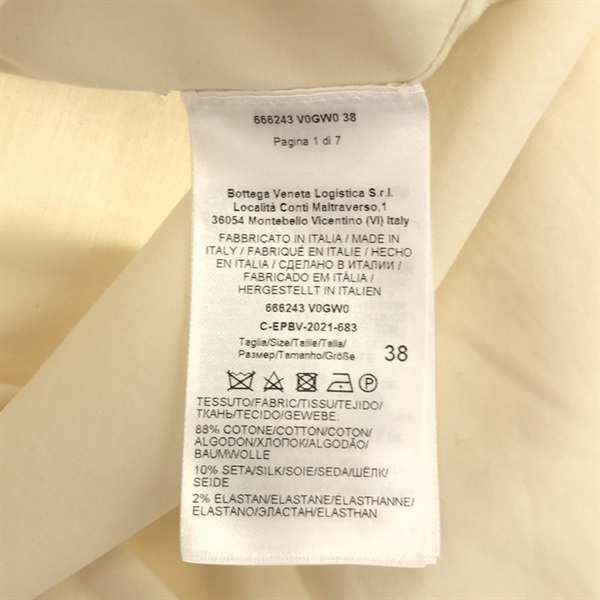 666243 V0GW0 38
Pagina 1 di 7
Bottega Veneta Logistica S.r.l.
Località Conti Maltraverso,1
36054 Montebello Vicentino (VI) Italy
FABBRICATO IN ITALIA / MADE IN
ITALY / FABRIQUÉ EN ITALIE / HECHO
EN ITALIA / СДЕЛАНО В ИТАЛИИ /
FABRICADO EM ITÁLIA /
HERGESTELLT IN ITALIEN
666243 V0GW0
C-EPBV-2021-683
Taglia/Size/Taille/Talla/
Размер/Tamanho/Größe
38
P
TESSUTO/FABRIC/TISSU/TEJIDO/
ТКАНЬ/TECIDO/GEWEBE:
88% COTONE/COTTON/COTON/
ALGODON/ХЛОПОК/ALGODÃO/
BAUMWOLLE
10% SETA/SILK/SOIE/SEDA/ШЁЛК/
SEIDE
2% ELASTAN/ELASTANE/ÉLASTHANNE/
ELASTANO/ЭЛАСТАН/ELASTHAN